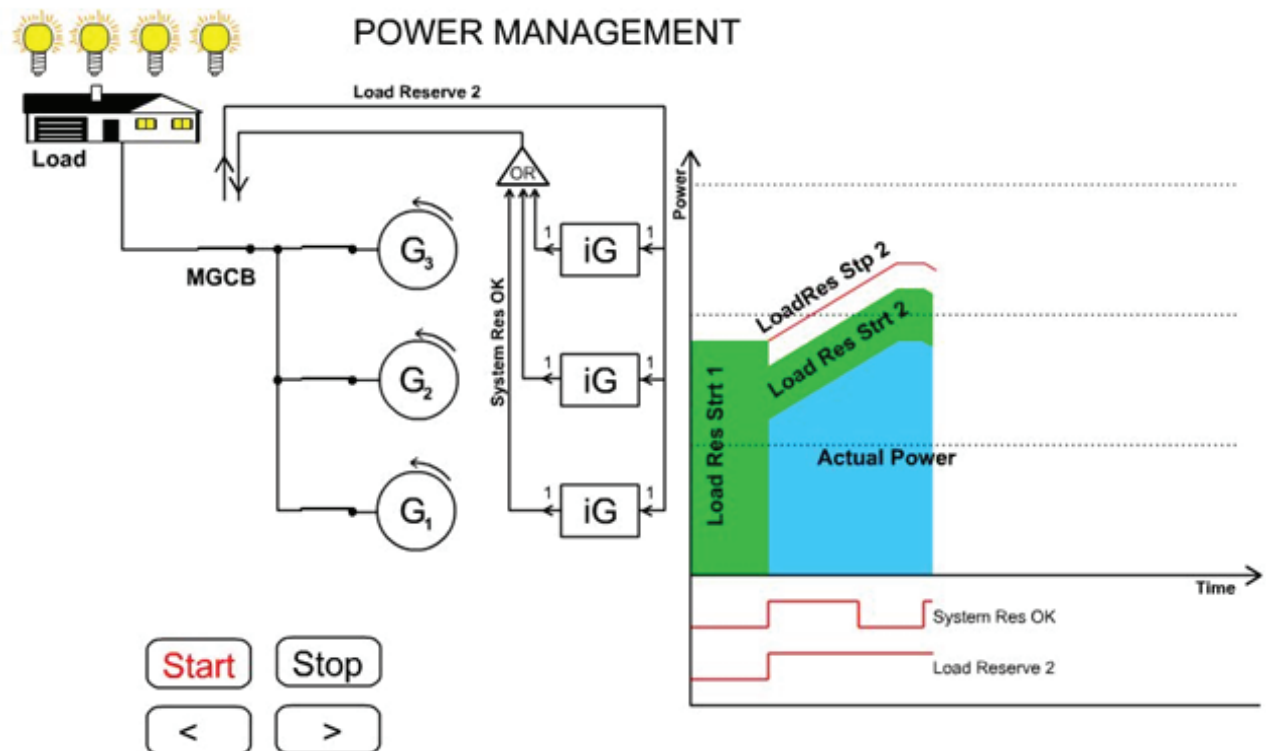 POWER MANAGEMENT
Load Reserve 2
Load
OR
Power
G3
1
iG
1
MGCB
System Res OK
LoadRes Stp 2
Load Res Strt 2
Load Res Strt 1
G2
1
iG
1
Actual Power
G1
1
iG
1
Time
System Res OK
Load Reserve 2
Start
Stop
<
>